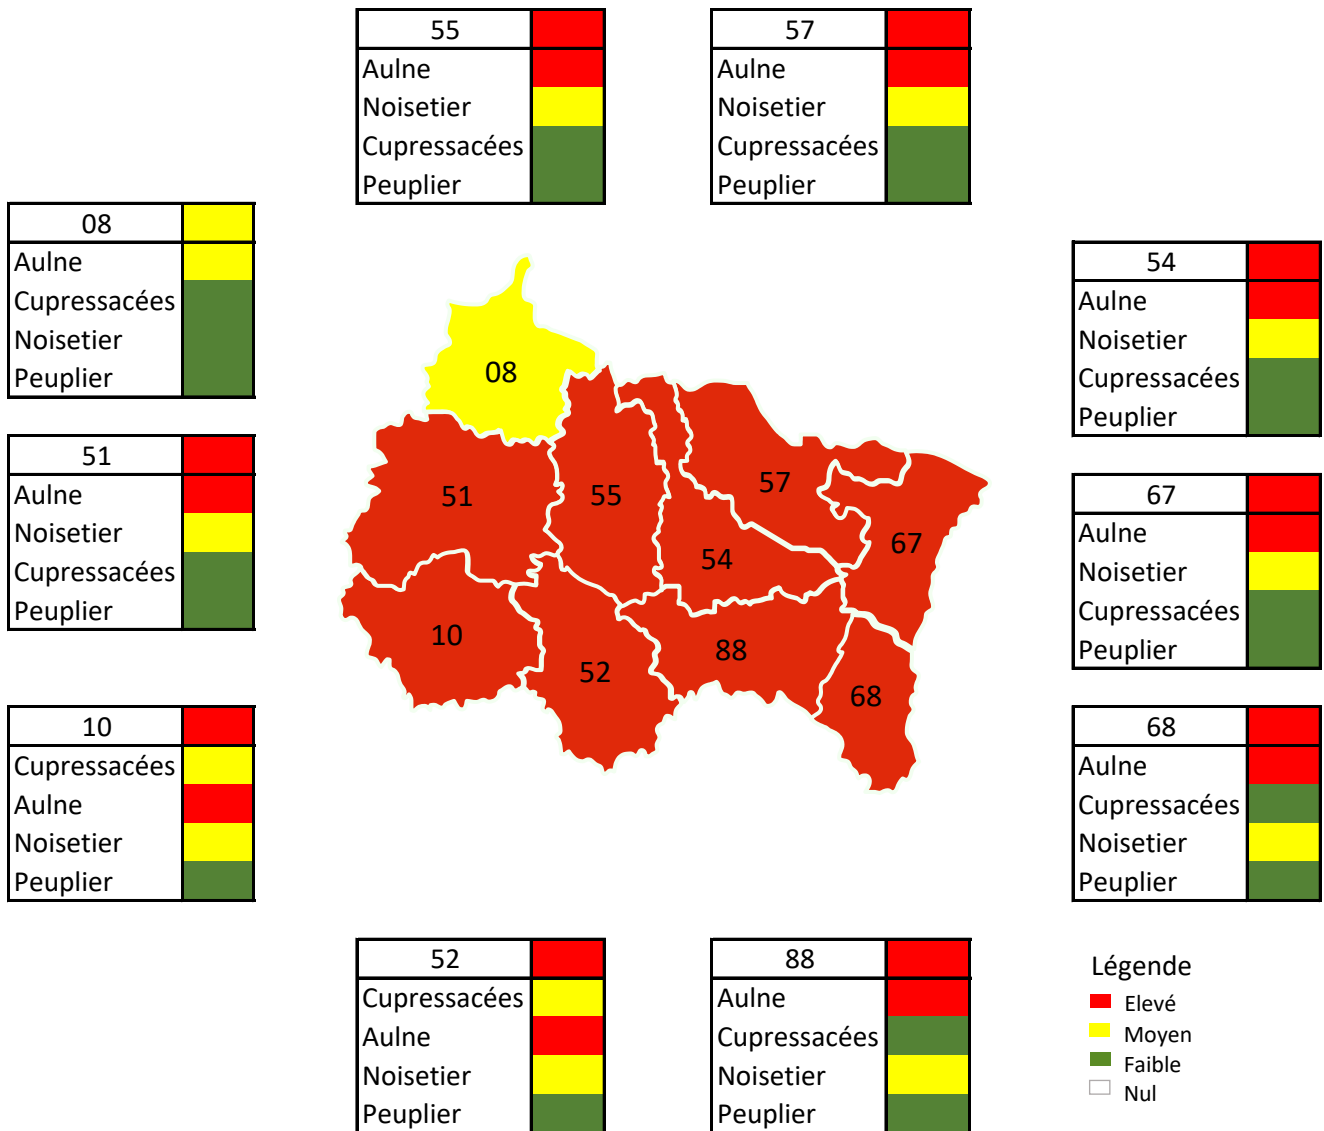 55
Aulne
Noisetier
Cupressacées
Peuplier
57
Aulne
Noisetier
Cupressacées
Peuplier
08
Aulne
Cupressacées
Noisetier
Peuplier
51
Aulne
Noisetier
Cupressacées
Peuplier
10
Cupressacées
Aulne
Noisetier
Peuplier
08
51
55
57
67
54
10
52
88
68
54
Aulne
Noisetier
Cupressacées
Peuplier
67
Aulne
Noisetier
Cupressacées
Peuplier
68
Aulne
Cupressacées
Noisetier
Peuplier
52
Cupressacées
Aulne
Noisetier
Peuplier
88
Aulne
Cupressacées
Noisetier
Peuplier
Légende
Elevé
Moyen
Faible
Nul